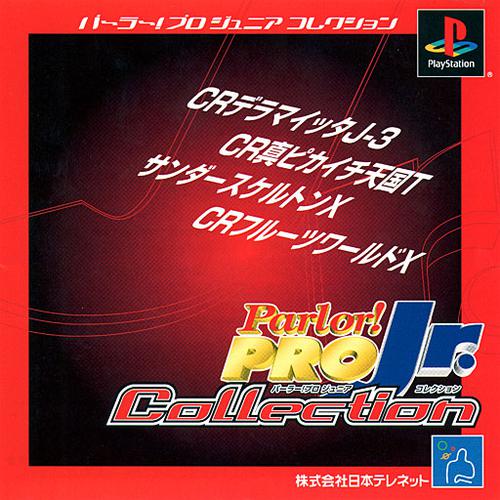 パーラー!プロ ジュニア コレクション
PlayStation
®
CRデラマイッタJ-3
CR真ピカイチ天国T
サンダースケルトンX
CRフルーツワールドX
Parlor!
PRO Jr.
パーラー!プロ ジュニア コレクション
Collection
株式会社日本テレネット